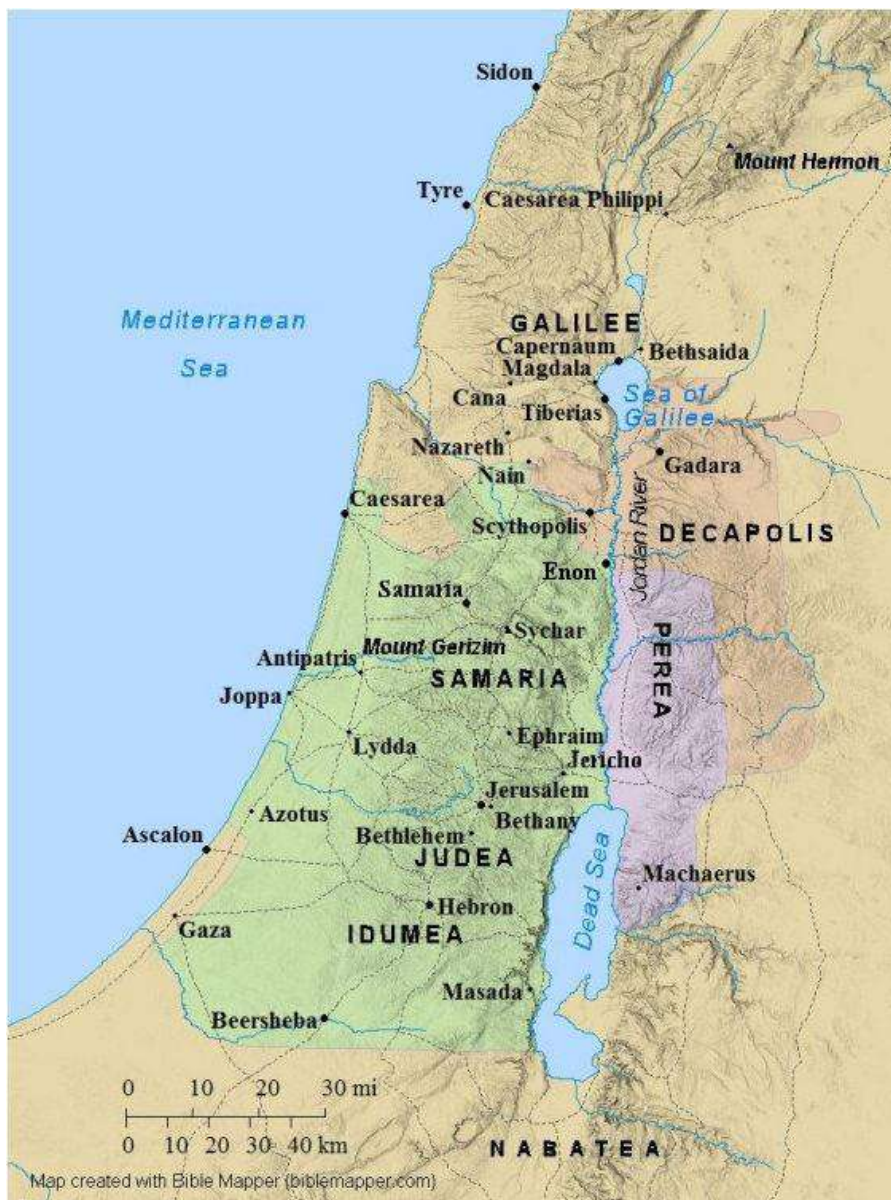 Sidon
Mount Hermon
Tyre
Caesarea Philippi
Mediterranean
Sea
GALILEE
Capernaum
Bethsaida
Magdala
Cana
Sea of
Galilee
Tiberias
Nazareth
Gadara
Nain
Caesarea
Scythopolis
Jordan River
DECAPOLIS
Enon
Samaria
Sychar
PEREA
Mount Gerizim
Antipatris
SAMARIA
Joppa
Lydda
Ephraim
Jericho
Jerusalem
Azotus
Bethany
Ascalon
Bethlehem
JUDEA
Dead Sea
Machaerus
Hebron
Gaza
IDUMEA
Masada
Beersheba
0 10 20 30 mi
0 10 20 30 40 km
NABATEA
Map created with Bible Mapper (biblemapper.com)